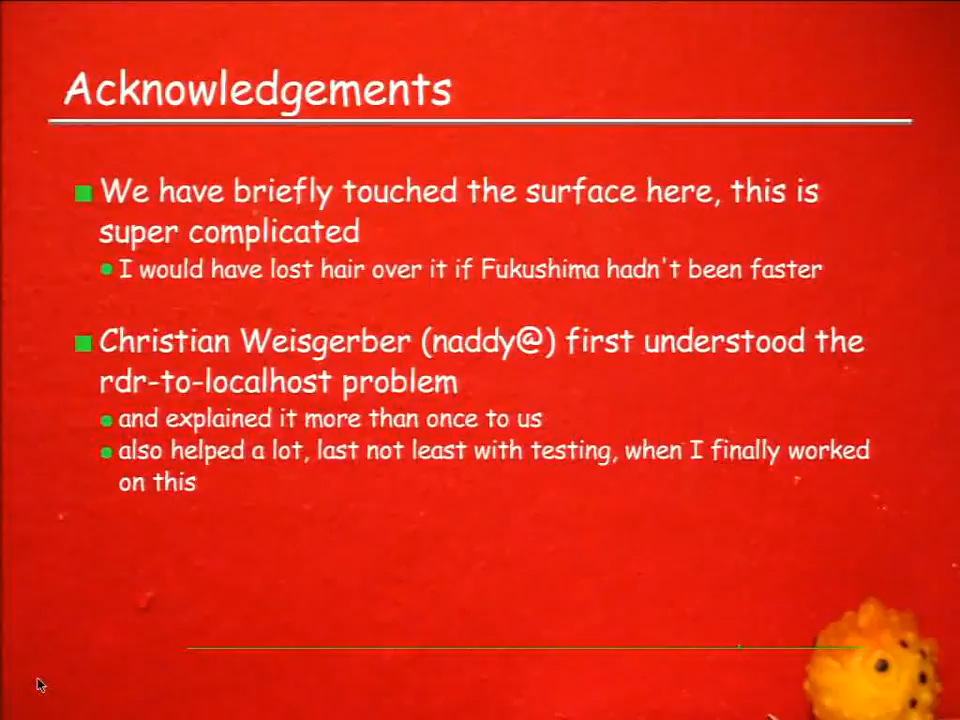 Acknowledgements
We have briefly touched the surface here, this is
super complicated
I would have lost hair over it if Fukushima hadn't been faster
Christian Weisgerber (naddy@) first understood the
rdr-to-localhost problem
and explained it more than once to us
also helped a lot, last not least with testing, when I finally worked
on this